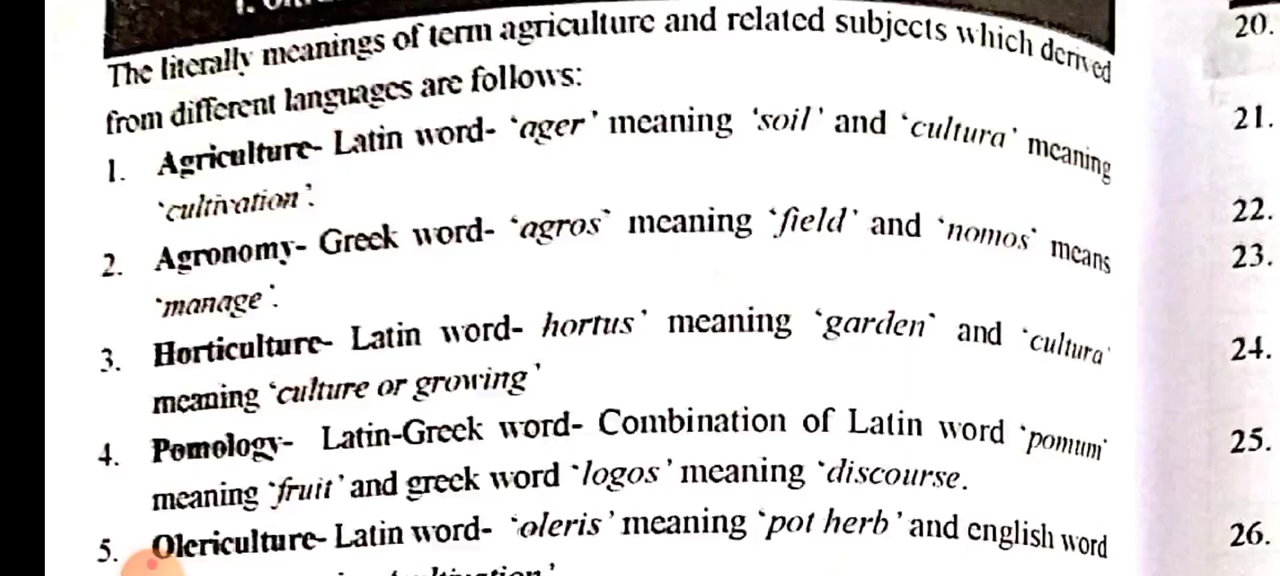 The literally meanings of term agriculture and related subjects which derived
from different languages are follows:
1. Agriculture- Latin word- 'ager' meaning 'soil' and 'cultura' meaning
'cultivation'.
2. Agronomy- Greek word- 'agros' meaning 'field' and 'nomos' means
'manage'.
3. Horticulture- Latin word- hortus' meaning 'garden' and 'cultura'
meaning 'culture or growing'
4. Pomology- Latin-Greek word- Combination of Latin word 'pomum'
meaning 'fruit' and greek word 'logos' meaning 'discourse.
5. Olericulture- Latin word- 'oleris' meaning 'pot herb' and english word
20.
21.
22.
23.
24.
25.
26.